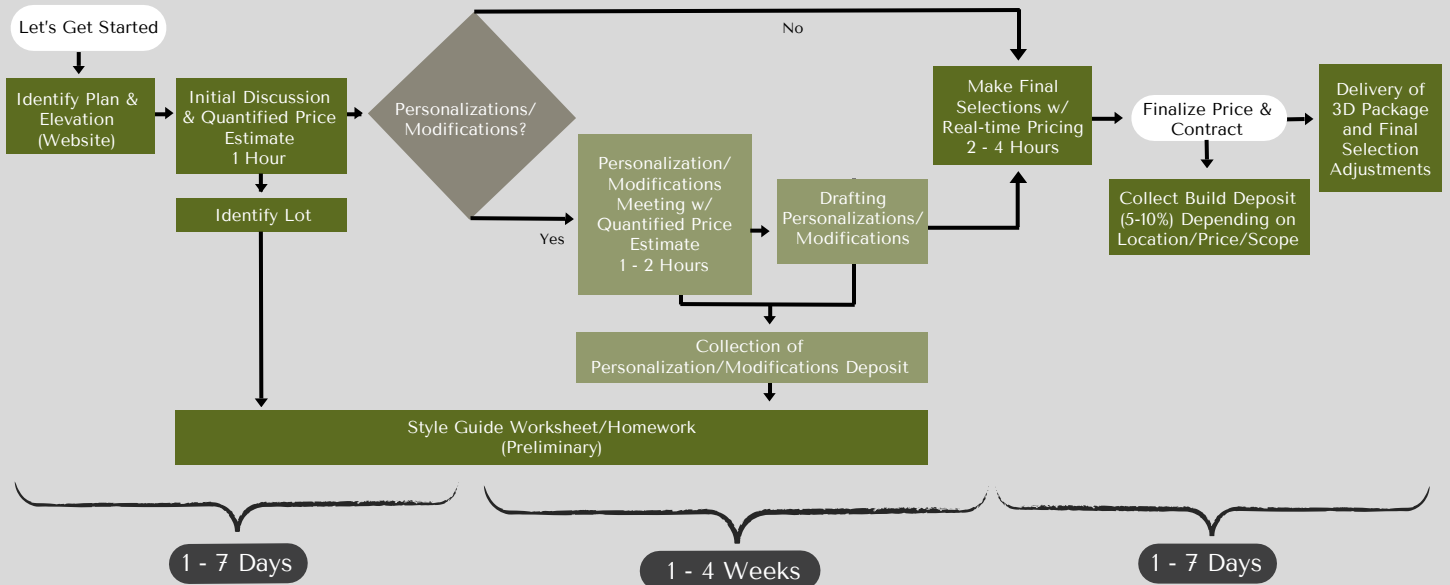 Let's Get Started
Identify Plan &
Elevation
(Website)
Initial Discussion
& Quantified Price
Estimate
1 Hour
Identify Lot
Personalizations/
Modifications?
No
Yes
Personalization/
Modifications
Meeting w/
Quantified Price
Estimate
1 - 2 Hours
Drafting
Personalizations/
Modifications
Collection of
Personalization/Modifications Deposit
Style Guide Worksheet/Homework
(Preliminary)
Make Final
Selections w/
Real-time Pricing
2 - 4 Hours
Finalize Price &
Contract
Collect Build Deposit
(5-10%) Depending on
Location/Price/Scope
Delivery of
3D Package
and Final
Selection
Adjustments
1 - 7 Days
1 - 4 Weeks
1 - 7 Days